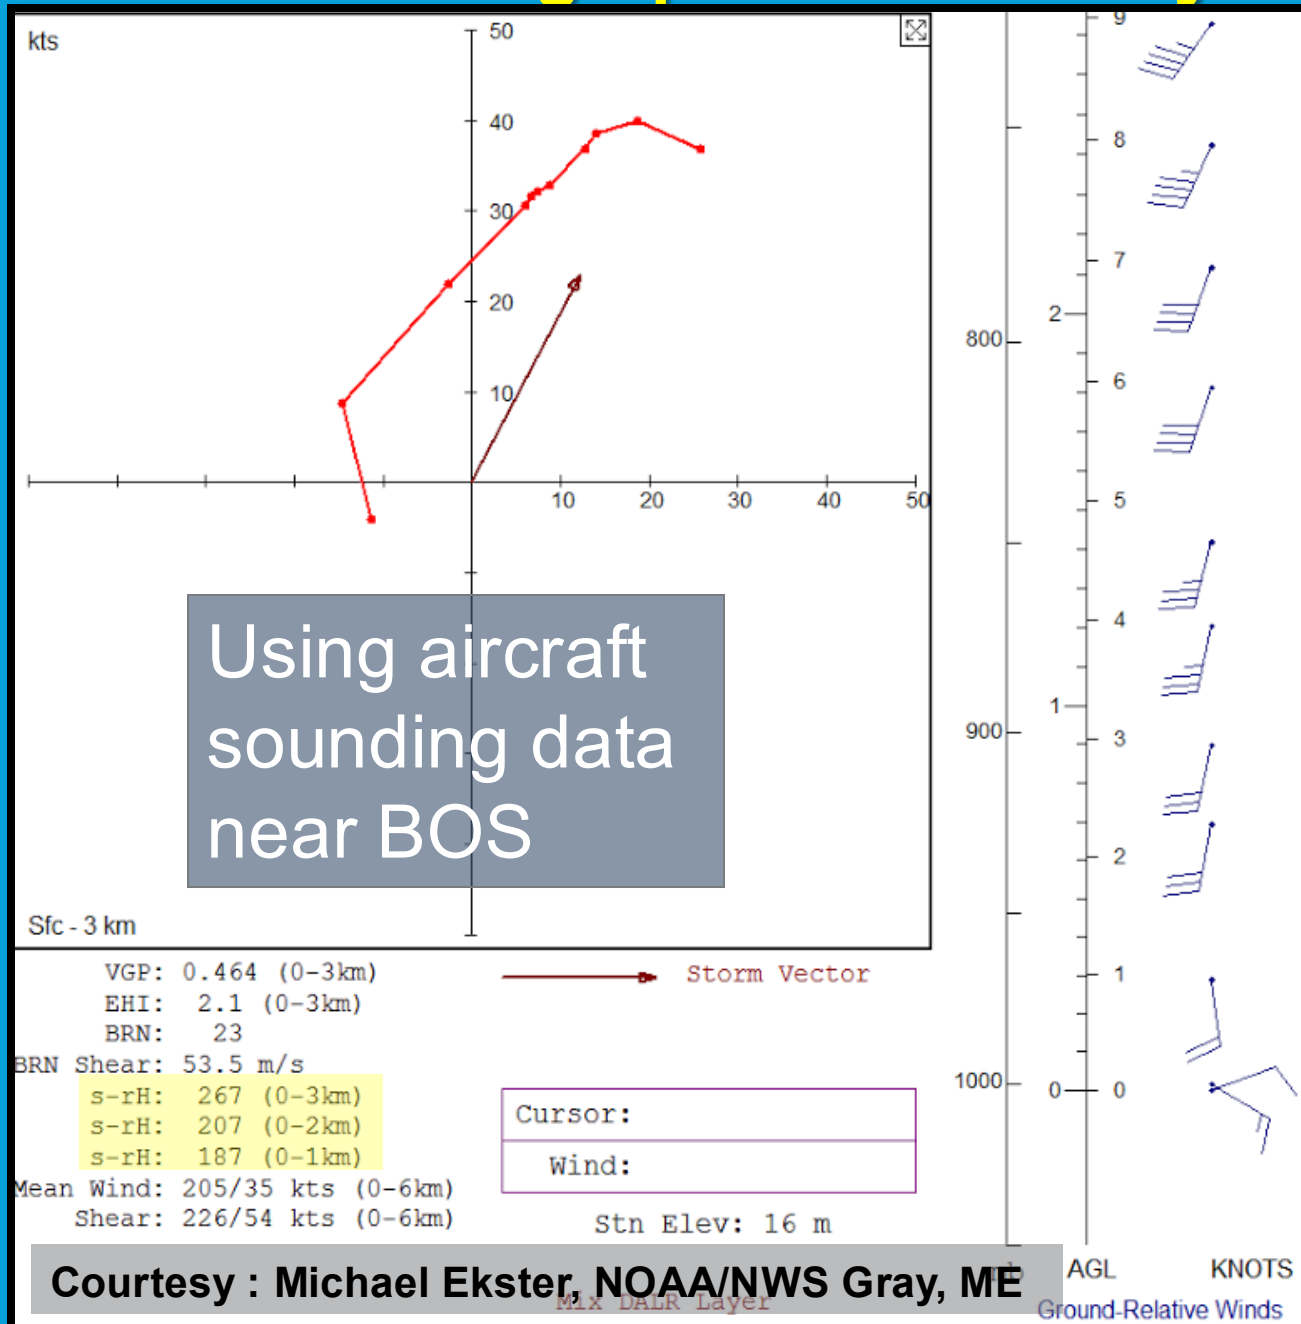 kts
50
40
30
20
10
10
20
30
40
50
Using aircraft
sounding data
near BOS
Sfc - 3 km
VGP: 0.464 (0-3km)
EHI: 2.1 (0-3km)
BRN: 23
BRN Shear: 53.5 m/s
s-rH: 267 (0-3km)
s-rH: 207 (0-2km)
s-rH: 187 (0-1km)
Mean Wind: 205/35 kts (0-6km)
Shear: 226/54 kts (0-6km)
Storm Vector
Cursor:
Wind:
Stn Elev: 16 m
Courtesy : Michael Ekster, NOAA/NWS Gray, ME
Mix DALR Layer
800
900
1000
mb
2
1
0
9
8
7
6
5
4
3
2
1
0
AGL
KNOTS
Ground-Relative Winds